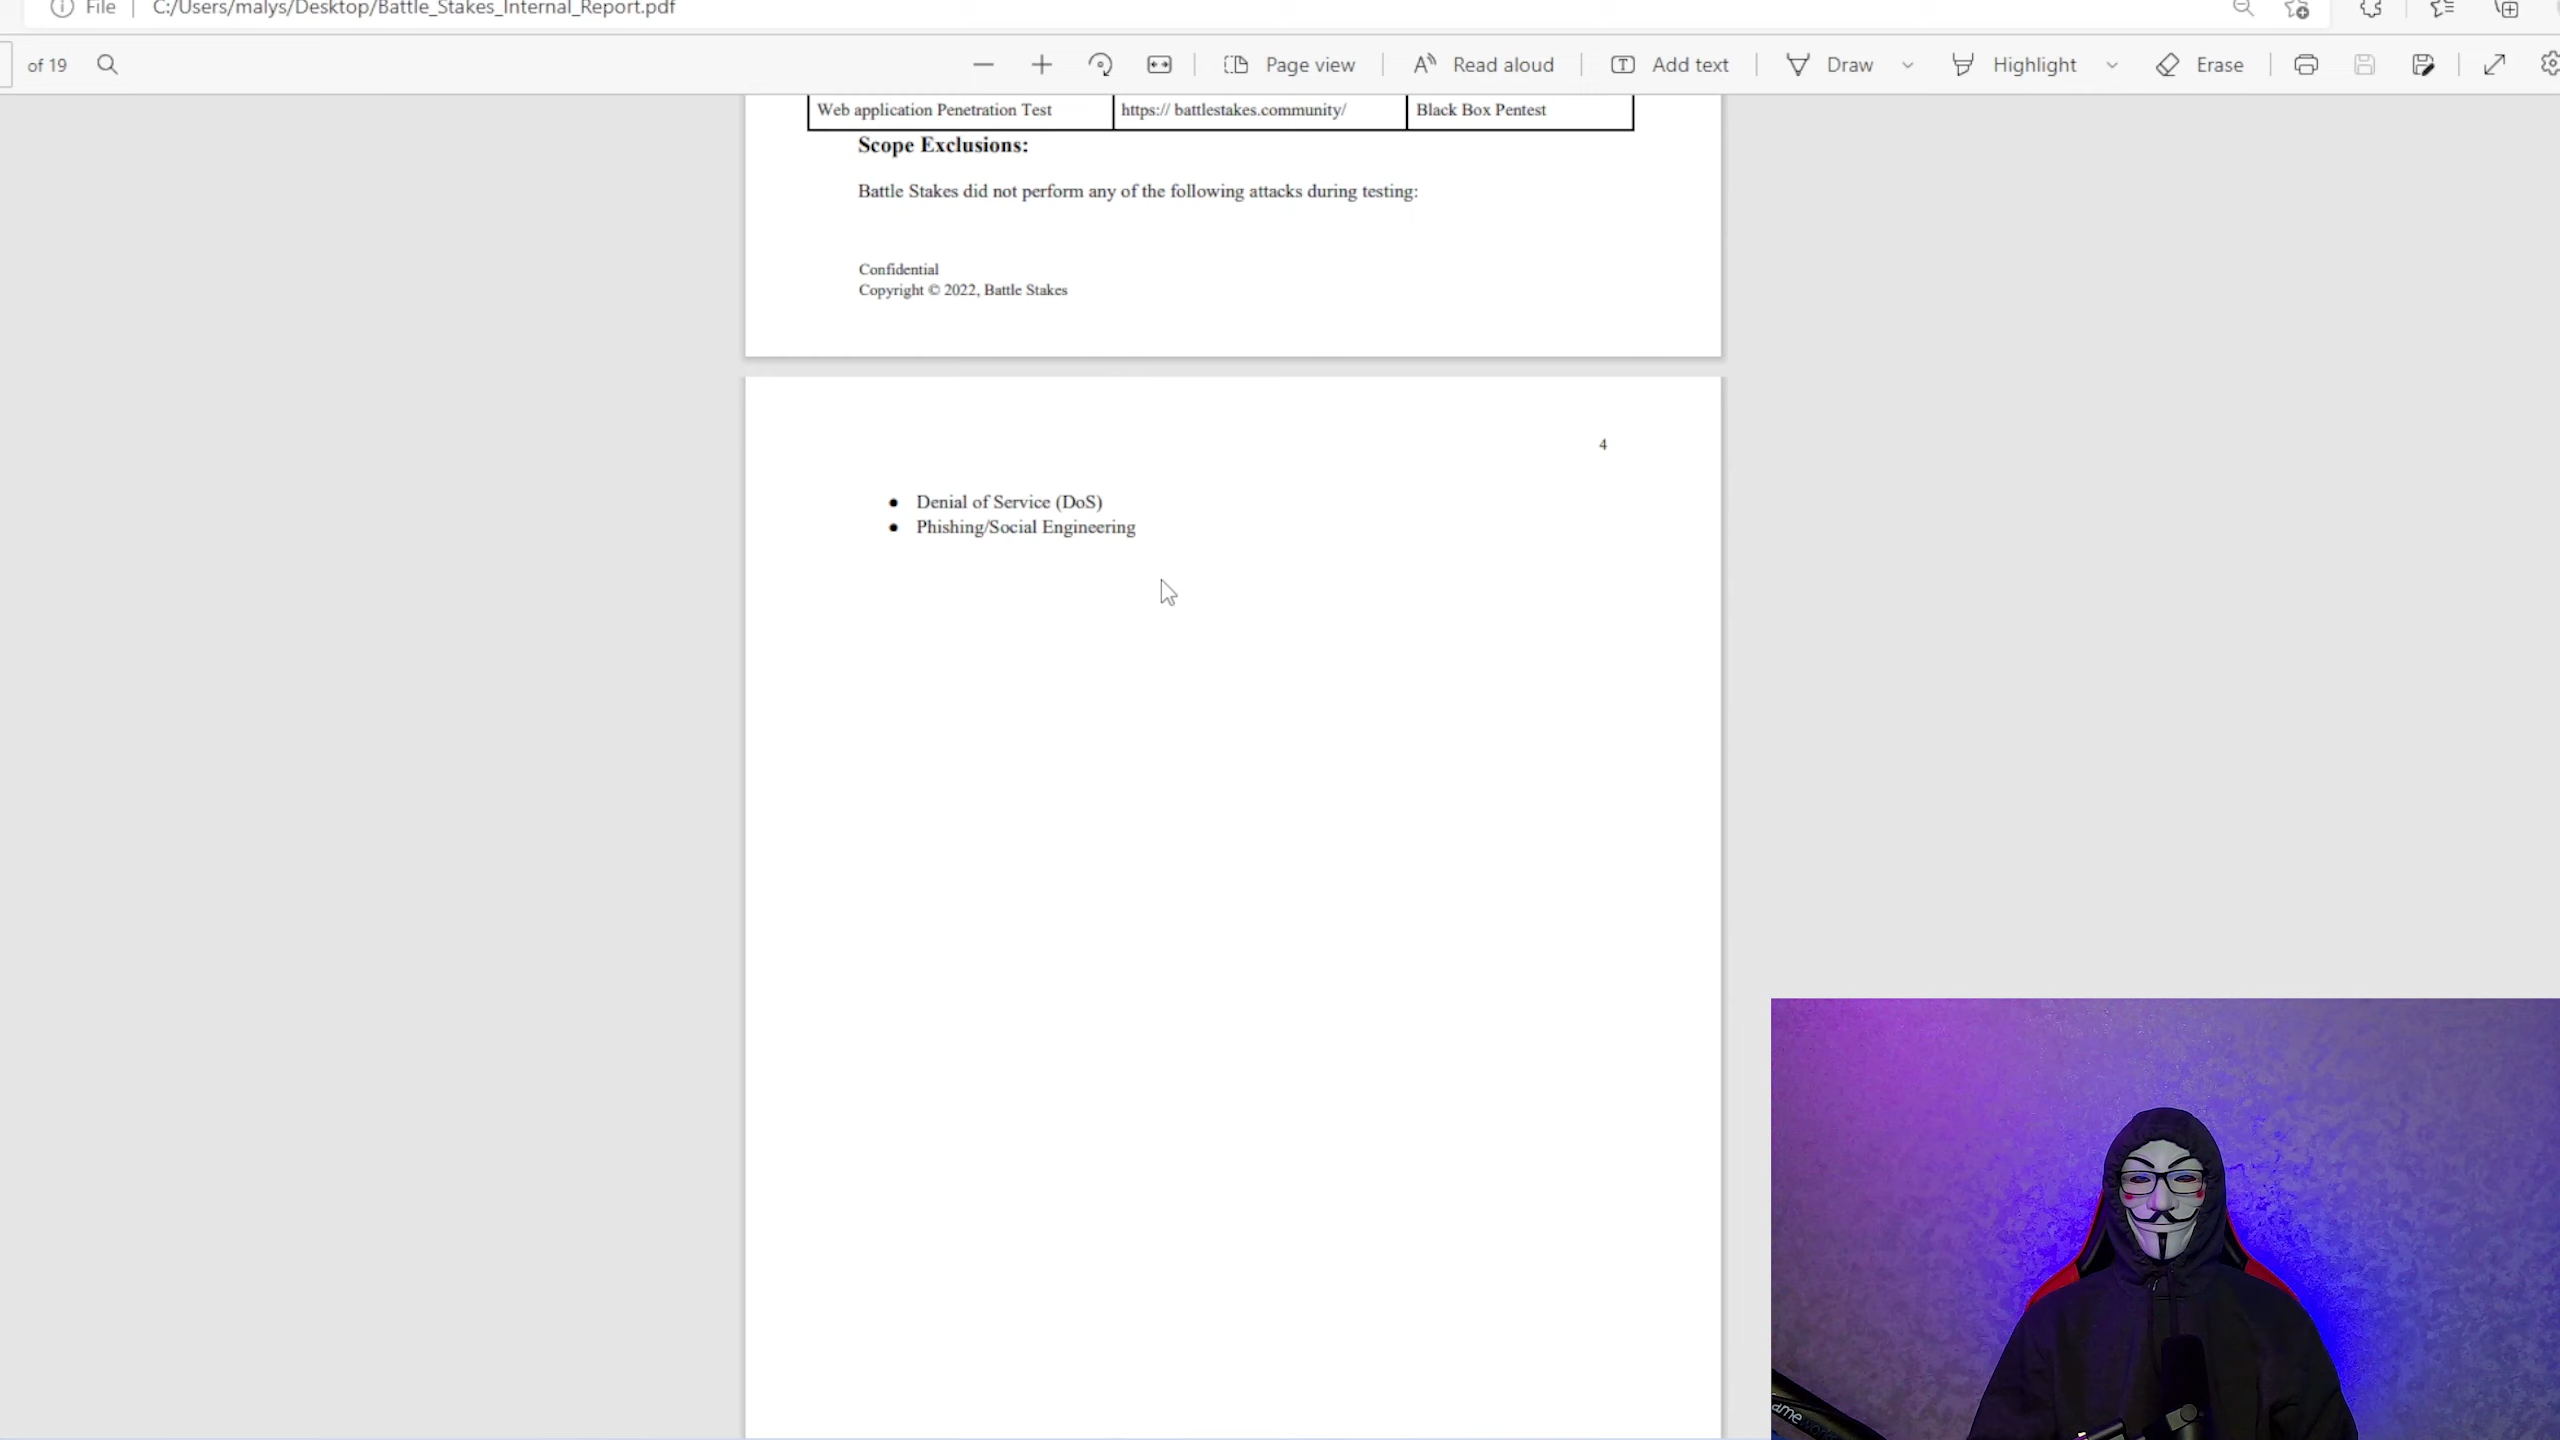 File C:/Users/malys/Desktop/Battle_Stakes_Internal_Report.pdf
of 19 Page view Read aloud Add text Draw Highlight Erase
Web application Penetration Test https:// battlestakes.community/ Black Box Pentest
Scope Exclusions:
Battle Stakes did not perform any of the following attacks during testing:
Confidential
Copyright © 2022, Battle Stakes
4
● Denial of Service (DoS)
● Phishing/Social Engineering